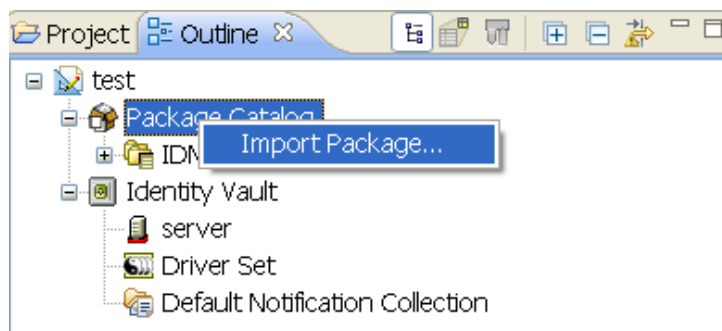 Project Outline
test
Package Catalog
Import Package...
IDM
Identity Vault
server
Driver Set
Default Notification Collection